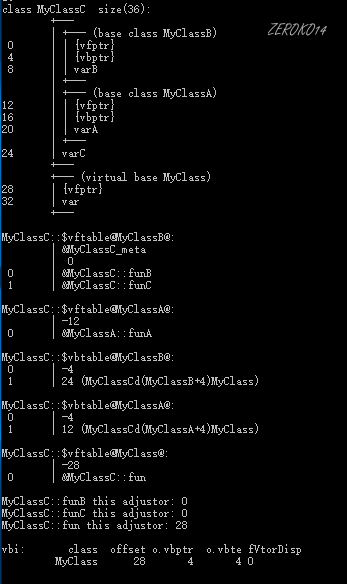 class MyClassC  size(36):
        +---
        | +--- (base class MyClassB)
 0      | | {vfptr}
 4      | | {vbptr}
 8      | | varB
        | +---
        | +--- (base class MyClassA)
12      | | {vfptr}
16      | | {vbptr}
20      | | varA
        | +---
24      | varC
        +---
        +--- (virtual base MyClass)
28      | {vfptr}
32      | var
        +---
MyClassC::$vftable@MyClassB@:
        | &MyClassC_meta
        |  0
 0      | &MyClassC::funB
 1      | &MyClassC::funC
MyClassC::$vftable@MyClassA@:
        | -12
 0      | &MyClassA::funA
MyClassC::$vbtable@MyClassB@:
 0      | -4
 1      | 24 (MyClassCd(MyClassB+4)MyClass)
MyClassC::$vbtable@MyClassA@:
 0      | -4
 1      | 12 (MyClassCd(MyClassA+4)MyClass)
MyClassC::$vftable@MyClass@:
        | -28
 0      | &MyClassC::fun
MyClassC::funB this adjustor: 0
MyClassC::funC this adjustor: 0
MyClassC::fun this adjustor: 28
vbi:       class  offset o.vbptr  o.vbte fVtorDisp
         MyClass      28       4       4 0
ZEROKO14